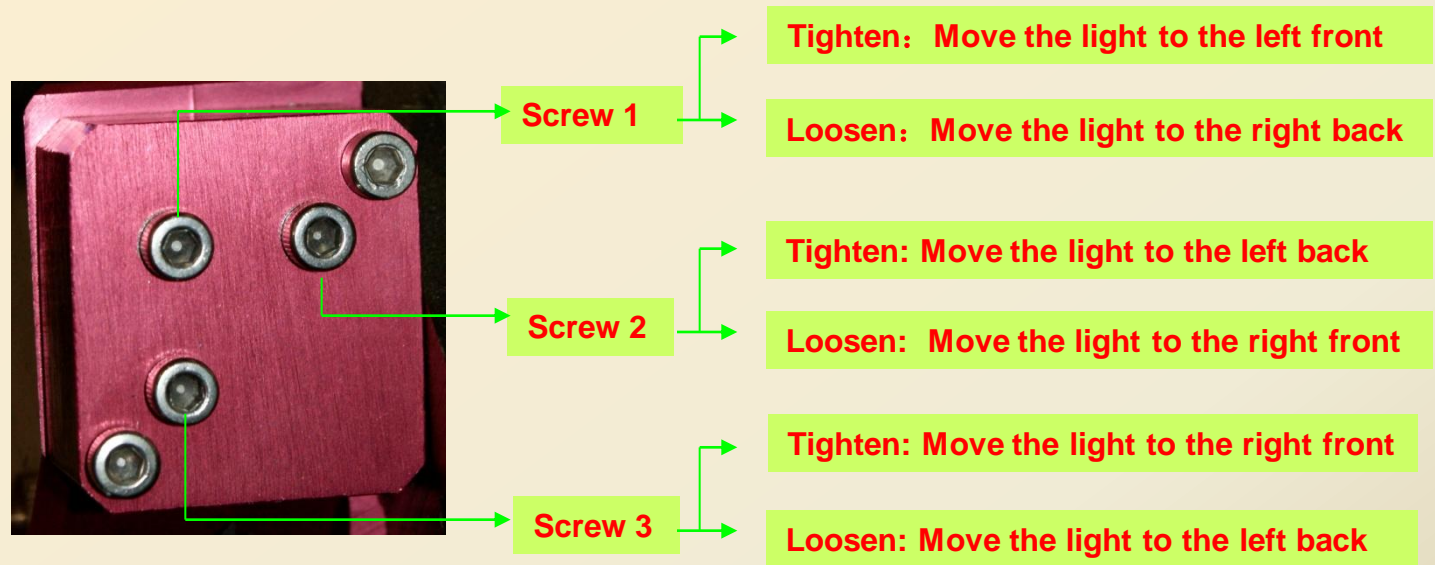 Tighten：Move the light to the left front
Screw 1
Loosen：Move the light to the right back
Tighten: Move the light to the left back
Screw 2
Loosen: Move the light to the right front
Tighten: Move the light to the right front
Screw 3
Loosen: Move the light to the left back